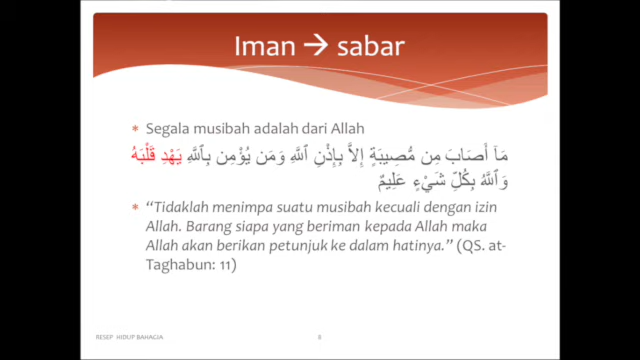 Iman → sabar
* Segala musibah adalah dari Allah
مَآ أَصَابَ مِن مُّصِيبَةٍ إِلاَّ بِإِذْنِ ٱللَّهِ وَمَن يُؤْمِن بِٱللَّهِ يَهْدِ قَلْبَهُ
وَٱللَّهُ بِكُلِّ شَيْءٍ عَلِيمٌ
* “Tidaklah menimpa suatu musibah kecuali dengan izin
Allah. Barang siapa yang beriman kepada Allah maka
Allah akan berikan petunjuk ke dalam hatinya.” (QS. at-
Taghabun: 11)
RESEP HIDUP BAHAGIA 8